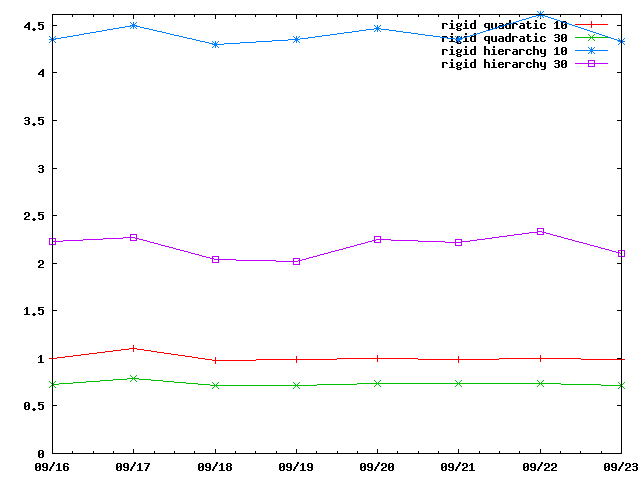 4.5
4
3.5
3
2.5
2
1.5
1
0.5
0
rigid quadratic 10
rigid quadratic 30
rigid hierarchy 10
rigid hierarchy 30
09/16 09/17 09/18 09/19 09/20 09/21 09/22 09/23